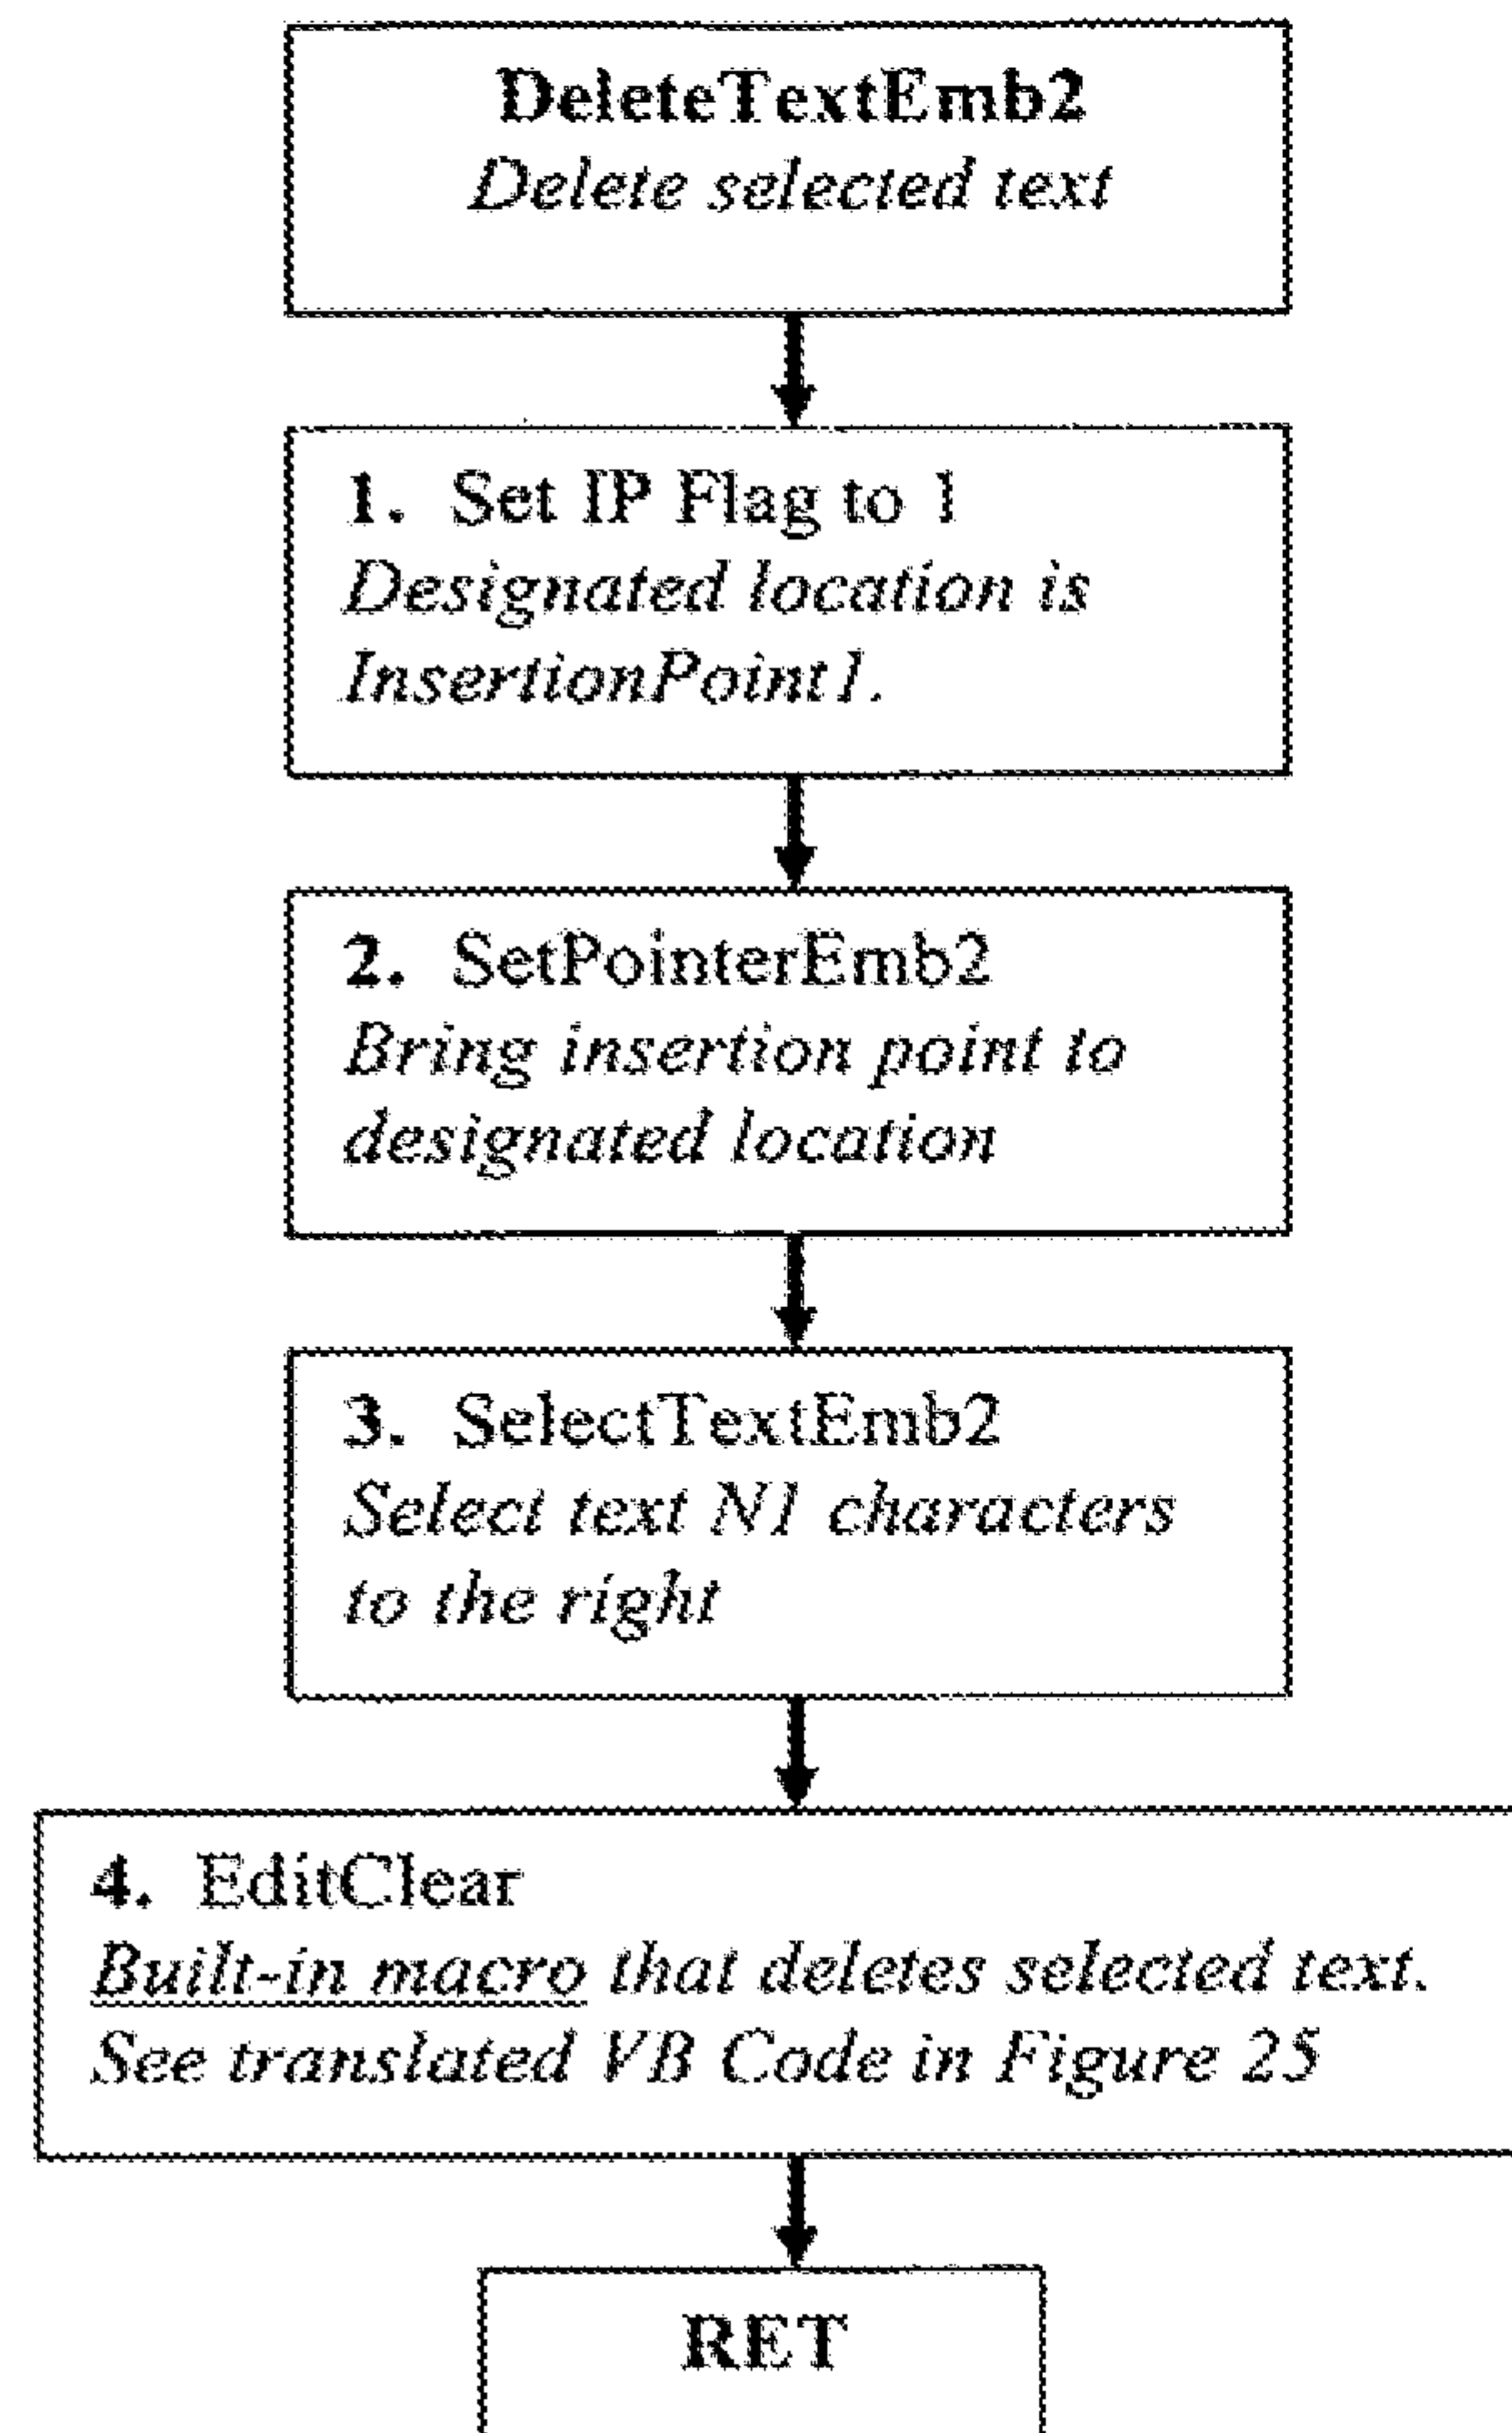 DeleteTextEmb2
Delete selected text
1. Set IP Flag to 1
Designated location is
InsertionPoint1.
2. SetPointerEmb2
Bring insertion point to
designated location
3. SelectTextEmb2
Select text N1 characters
to the right
4. EditClear
Built-in macro that deletes selected text.
See translated VB Code in Figure 25
RET